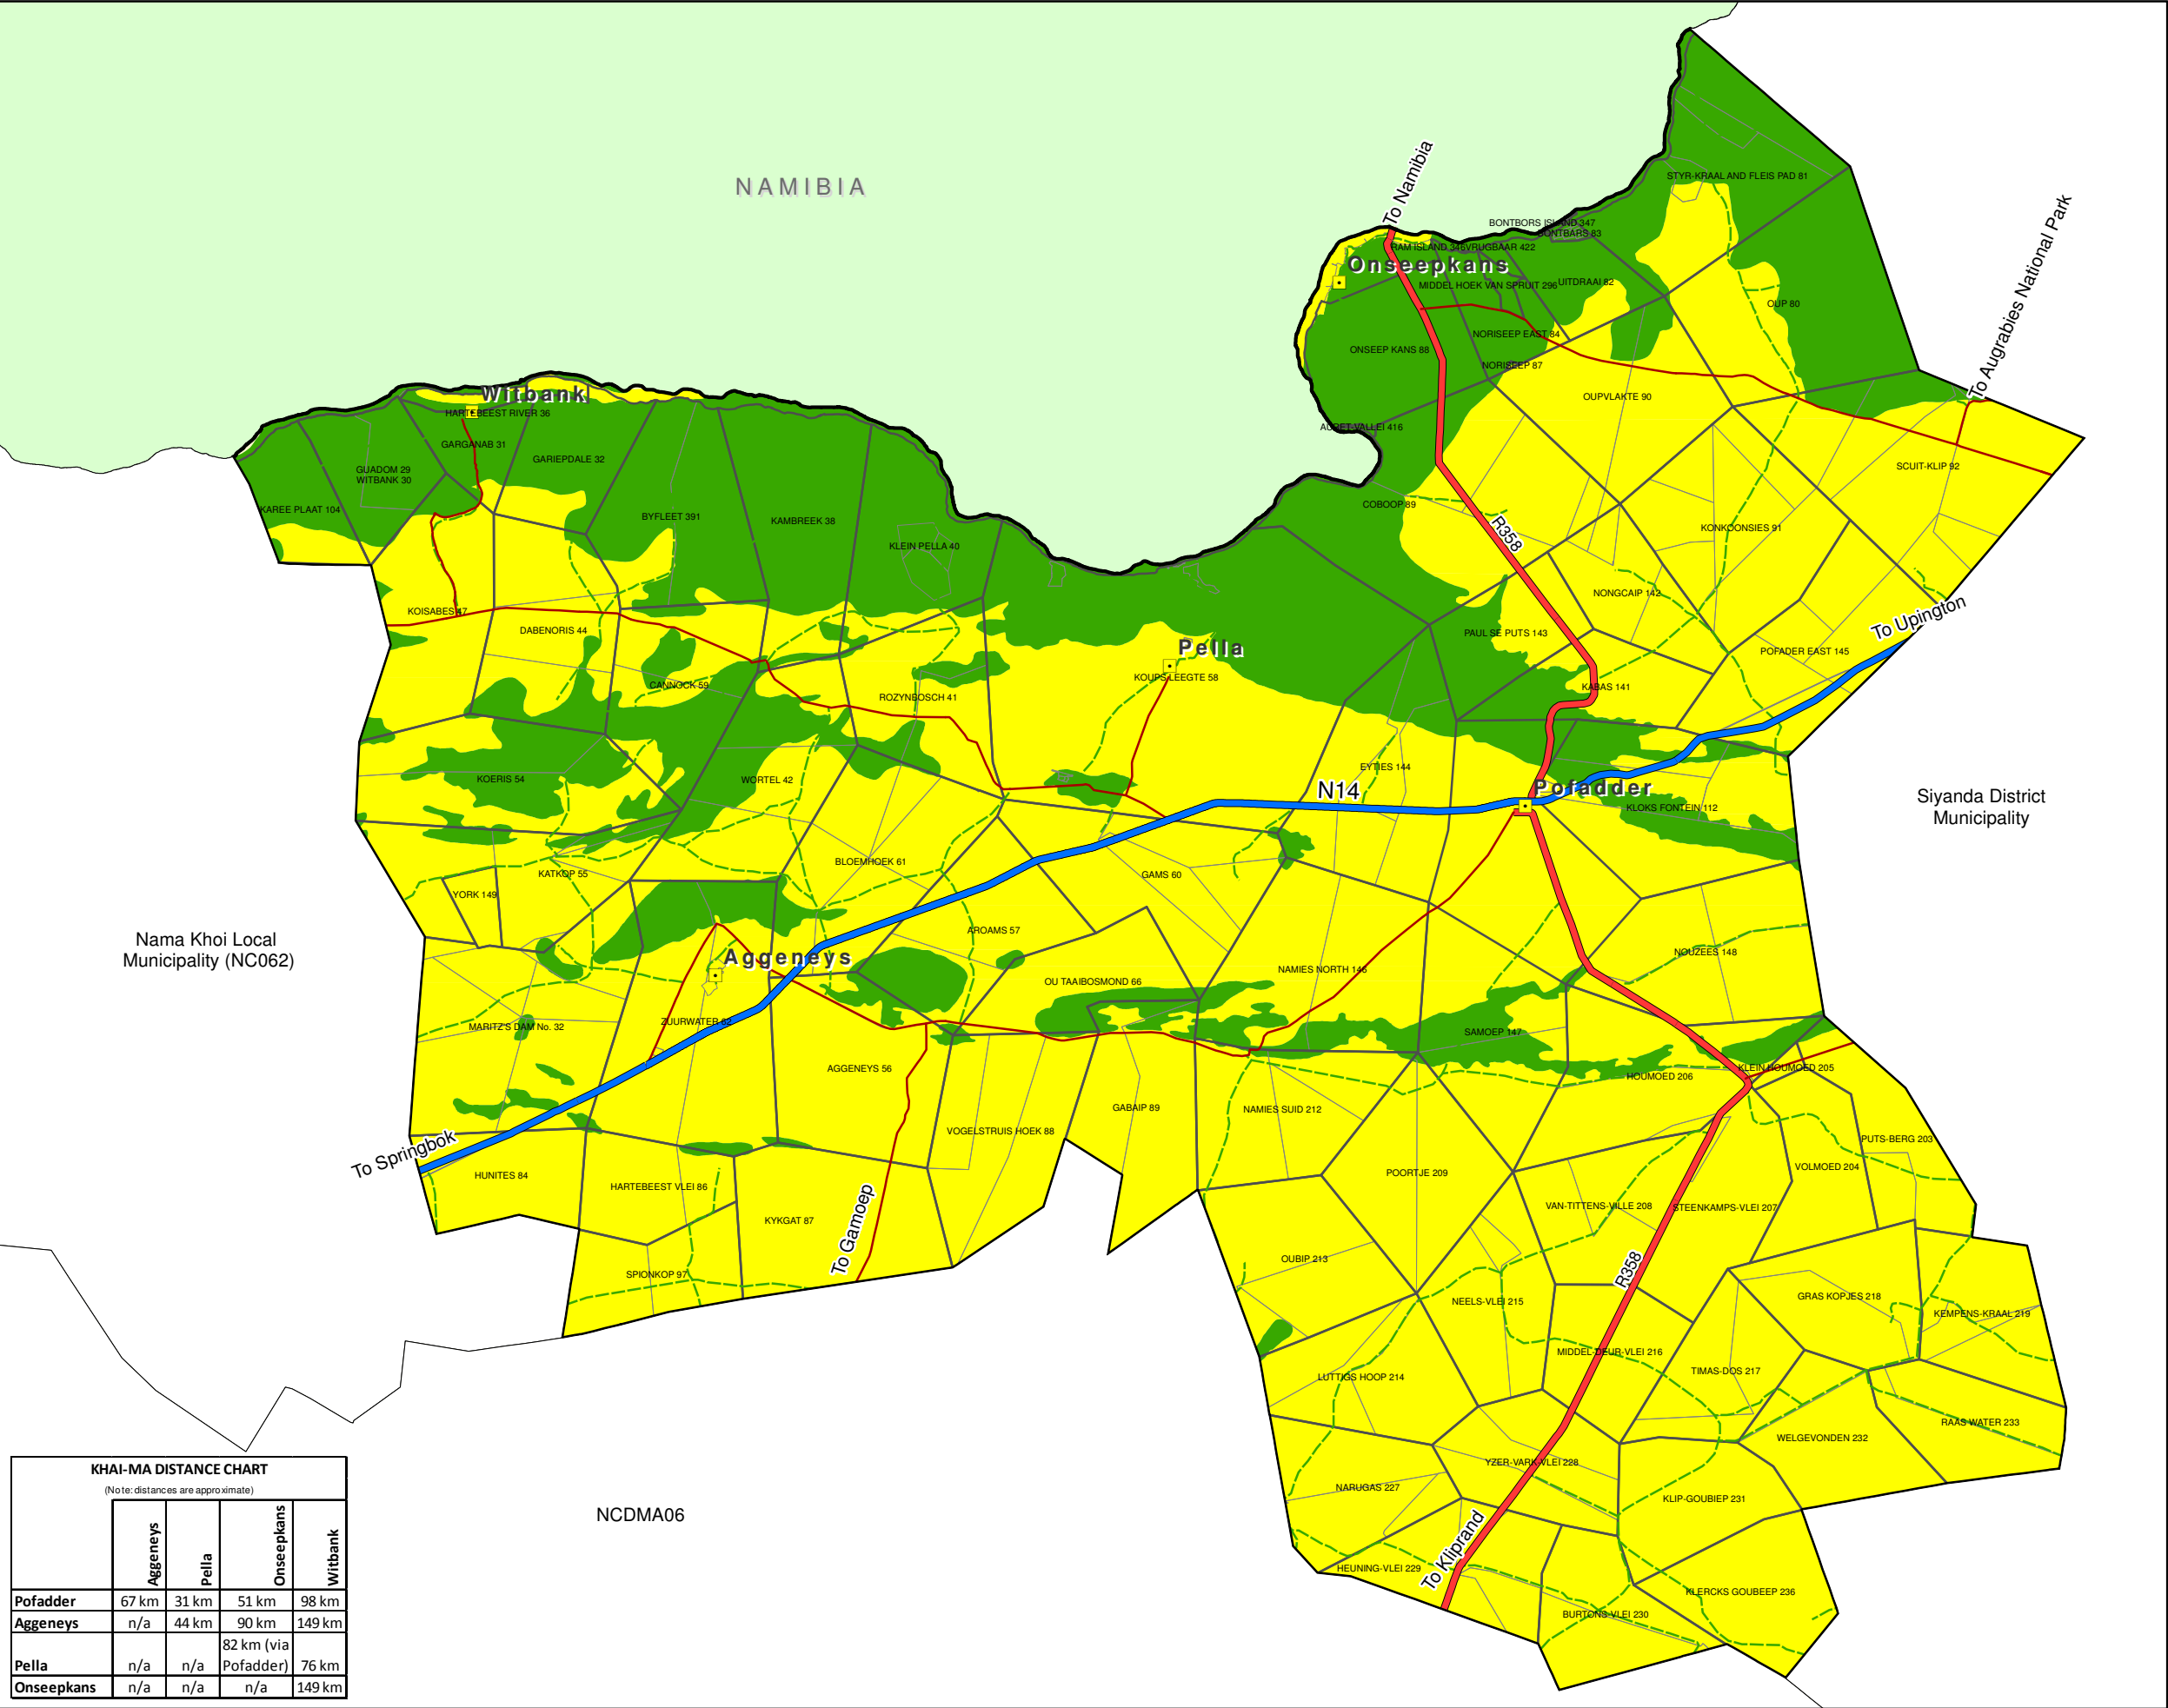 NAMIBIA
To Namibia
STYR-KRAAL AND FLEIS PAD 81
BONTBORS ISLAND 347
BONTBARS 83
RAM ISLAND 346
VRUGBAAR 422
Onseepkans
MIDDEL HOEK VAN SPRUIT 296
UITDRAAI 82
OUP 80
To Augrabies National Park
NORISEEP EAST 84
ONSEEP KANS 88
NORISEEP 87
OUPVLAKTE 90
Witbank
HARTEBEEST RIVER 36
GARGANAB 31
GARIEPDALE 32
GUADOM 29
WITBANK 30
KAREE PLAAT 104
BYFLEET 391
KAMBREEK 38
KLEIN PELLA 40
VALLEI 416
COBOOP 89
R358
SCUIT-KLIP 92
KONKOONSIES 91
NONGCAIP 142
KOISABES 47
DABENORIS 44
PAUL SE PUTS 143
To Upington
POFADER EAST 145
Pella
KOUPS LEEGTE 58
CANNOCK 59
ROZYNBOSCH 41
KABAS 141
KOERIS 54
WORTEL 42
EYTIES 144
N14
Pofadder
KLOKS FONTEIN 112
Siyanda District
Municipality
BLOEMHOEK 61
GAMS 60
KATKOP 55
YORK 149
Nama Khoi Local
Municipality (NC062)
AROAMS 57
Aggeneys
NOUZEES 148
NAMIES NORTH 146
OU TAAIBOSMOND 66
MARITZ'S DAM No. 32
ZUURWATER 62
SAMOEP 147
AGGENEYS 56
HOUMOED 206
KLEIN HOUMOED 205
GABAIP 89
NAMIES SUID 212
VOGELSTRUIS HOEK 88
PUTS-BERG 203
To Springbok
HUNITES 84
HARTEBEEST VLEI 86
POORTJE 209
VOLMOED 204
KYKGAT 87
VAN-TITTENS-VILLE 208
STEENKAMPS-VLEI 207
To Gamoep
SPIONKOP 97
OUBIP 213
R358
NEELS-VLEI 215
GRAS KOPJES 218
KEMPENS-KRAAL 219
MIDDEL-DEUR-VLEI 216
TIMAS-DOS 217
LUTTIGS HOOP 214
RAAS WATER 233
WELGEVONDEN 232
YZER-VARK-VLEI 228
NARUGAS 227
KLIP-GOUBIEP 231
NCDMA06
To Kliprand
HEUNING-VLEI 229
KLERCKS GOUBEEP 236
BURTONS-VLEI 230
KHAI-MA DISTANCE CHART
(Note: distances are approximate)
Aggeneys Pella Onseepkans Witbank
Pofadder 67 km 31 km 51 km 98 km
Aggeneys n/a 44 km 90 km 149 km
Pella n/a n/a 82 km (via Pofadder) 76 km
Onseepkans n/a n/a n/a 149 km